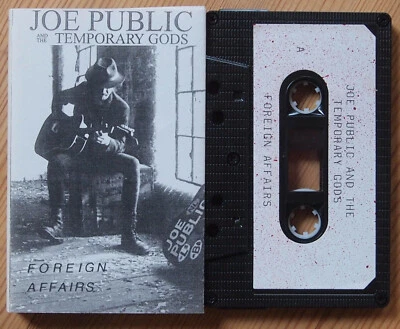 JOE PUBLIC
AND THE TEMPORARY GODS
JOE
PUBLIC
FOREIGN
AFFAIRS
A
JOE PUBLIC AND THE
TEMPORARY GODS
FOREIGN AFFAIRS